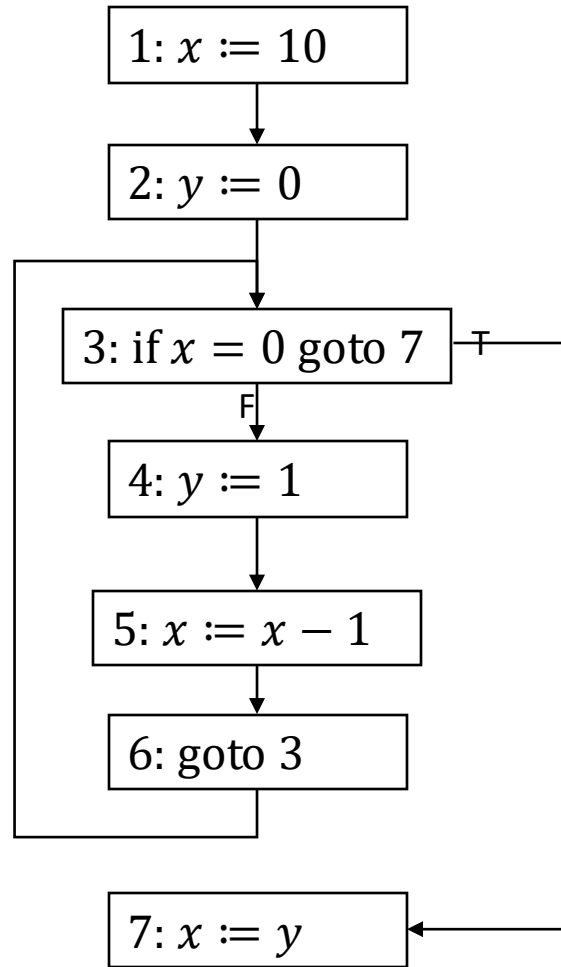 1: x := 10
2: y := 0
3: if x = 0 goto 7
T
F
4: y := 1
5: x := x − 1
6: goto 3
7: x := y